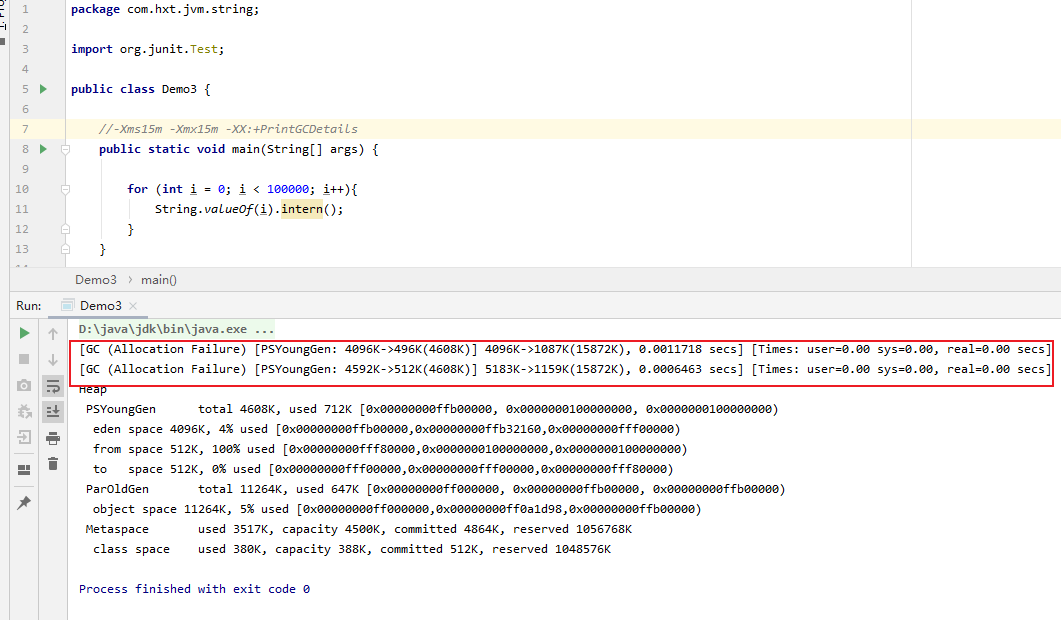 1 package com.hxt.jvm.string;
2
3 import org.junit.Test;
4
5 public class Demo3 {
6
7 //-Xms15m -Xmx15m -XX:+PrintGCDetails
8 public static void main(String[] args) {
9
10 for (int i = 0; i < 100000; i++){
11 String.valueOf(i).intern();
12 }
13 }
Demo3 › main()
Run: Demo3 ×
D:\java\jdk\bin\java.exe ...
[GC (Allocation Failure) [PSYoungGen: 4096K->496K(4608K)] 4096K->1087K(15872K), 0.0011718 secs] [Times: user=0.00 sys=0.00, real=0.00 secs]
[GC (Allocation Failure) [PSYoungGen: 4592K->512K(4608K)] 5183K->1159K(15872K), 0.0006463 secs] [Times: user=0.00 sys=0.00, real=0.00 secs]
Heap
PSYoungGen total 4608K, used 712K [0x00000000ffb00000, 0x0000000100000000, 0x0000000100000000)
eden space 4096K, 4% used [0x00000000ffb00000,0x00000000ffb32160,0x00000000fff00000)
from space 512K, 100% used [0x00000000fff80000,0x0000000100000000,0x0000000100000000)
to space 512K, 0% used [0x00000000fff00000,0x00000000fff00000,0x00000000fff80000)
ParOldGen total 11264K, used 647K [0x00000000ff000000, 0x00000000ffb00000, 0x00000000ffb00000)
object space 11264K, 5% used [0x00000000ff000000,0x00000000ff0a1d98,0x00000000ffb00000)
Metaspace used 3517K, capacity 4500K, committed 4864K, reserved 1056768K
class space used 380K, capacity 388K, committed 512K, reserved 1048576K
Process finished with exit code 0